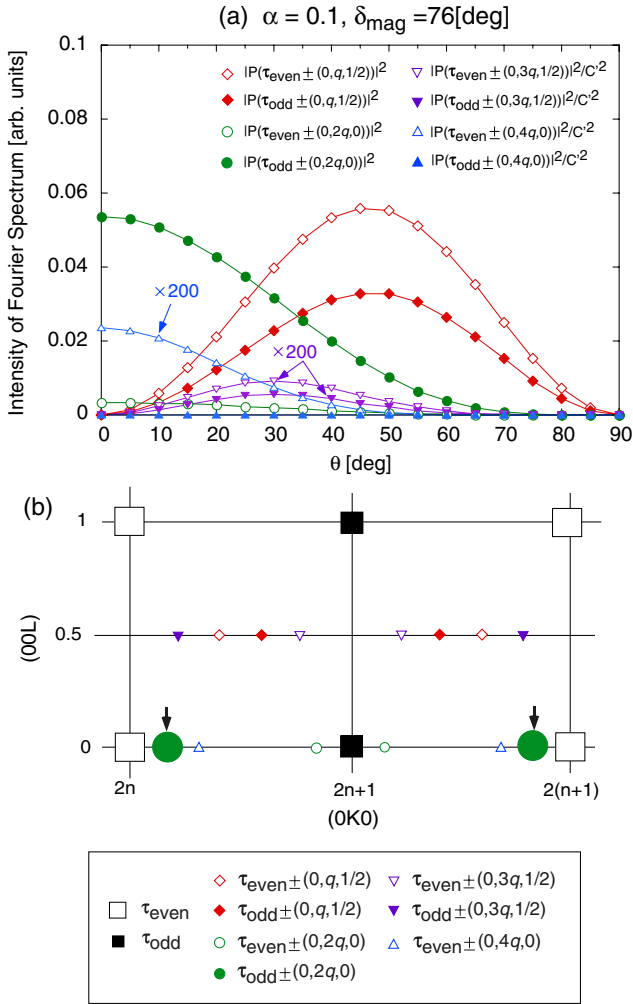 (a) α = 0.1, δmag =76[deg]
Intensity of Fourier Spectrum [arb. units]
0.1
0.08
0.06
0.04
0.02
0
|P(τeven±(0,q,1/2))|2
|P(τodd±(0,q,1/2))|2
|P(τeven±(0,2q,0))|2
|P(τodd±(0,2q,0))|2
|P(τeven±(0,3q,1/2))|2/C'2
|P(τodd±(0,3q,1/2))|2/C'2
|P(τeven±(0,4q,0))|2/C'2
|P(τodd±(0,4q,0))|2/C'2
×200
×200
0 10 20 30 40 50 60 70 80 90
θ [deg]
(b)
(00L)
1
0.5
0
2n 2n+1 2(n+1)
(0K0)
τeven
τodd
τeven±(0,q,1/2)
τodd±(0,q,1/2)
τeven±(0,2q,0)
τodd±(0,2q,0)
τeven±(0,3q,1/2)
τodd±(0,3q,1/2)
τeven±(0,4q,0)